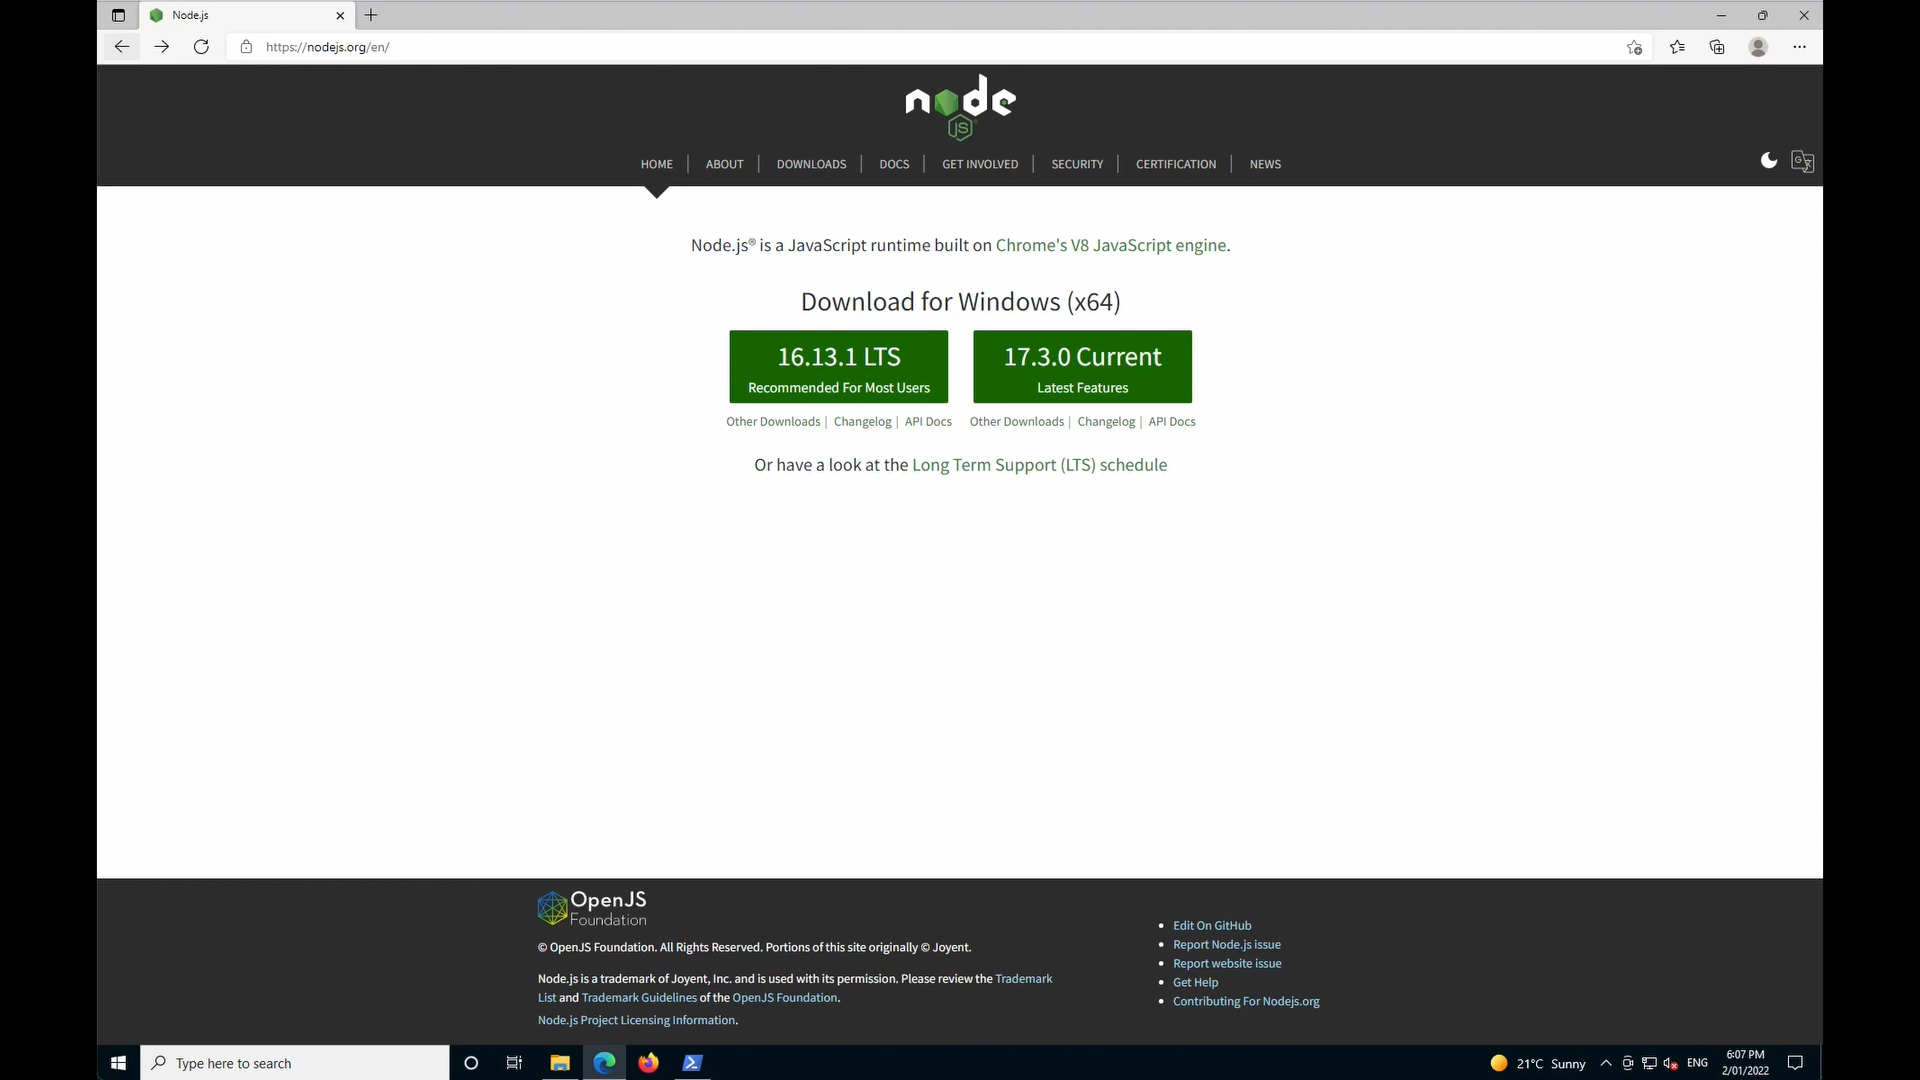 Node.js
https://nodejs.org/en/
node
JS
HOME | ABOUT | DOWNLOADS | DOCS | GET INVOLVED | SECURITY | CERTIFICATION | NEWS
Node.js® is a JavaScript runtime built on Chrome's V8 JavaScript engine.
Download for Windows (x64)
16.13.1 LTS
Recommended For Most Users
17.3.0 Current
Latest Features
Other Downloads | Changelog | API Docs
Other Downloads | Changelog | API Docs
Or have a look at the Long Term Support (LTS) schedule
OpenJS
Foundation
© OpenJS Foundation. All Rights Reserved. Portions of this site originally © Joyent.
Node.js is a trademark of Joyent, Inc. and is used with its permission. Please review the Trademark
List and Trademark Guidelines of the OpenJS Foundation.
Node.js Project Licensing Information.
Edit On GitHub
Report Node.js issue
Report website issue
Get Help
Contributing For Nodejs.org
Type here to search
21°C Sunny
ENG
6:07 PM
2/01/2022